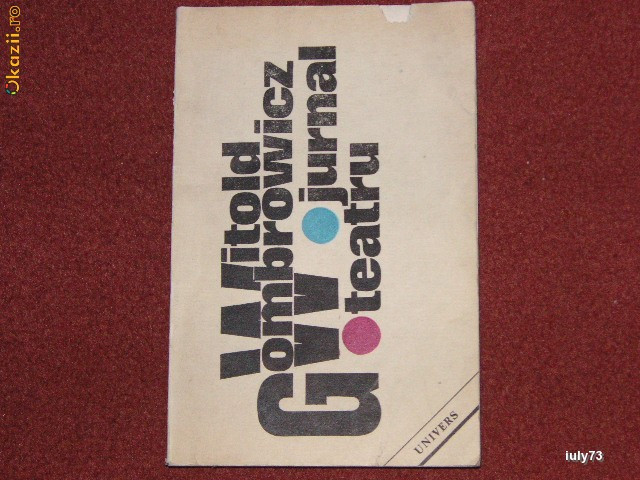 Okazii.ro
Witold
Gombrowicz
jurnal
teatru
UNIVERS
iuly73